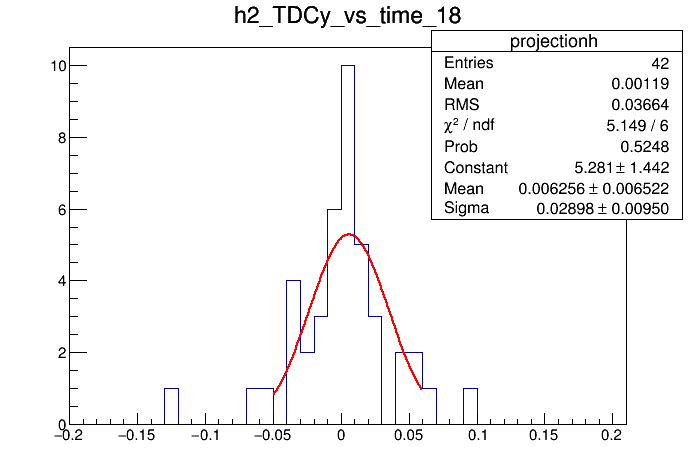 h2_TDCy_vs_time_18
projectionh
Entries 42
Mean 0.00119
RMS 0.03664
χ² / ndf 5.149 / 6
Prob 0.5248
Constant 5.281 ± 1.442
Mean 0.006256 ± 0.006522
Sigma 0.02898 ± 0.00950
10
8
6
4
2
0
−0.2 −0.15 −0.1 −0.05 0 0.05 0.1 0.15 0.2